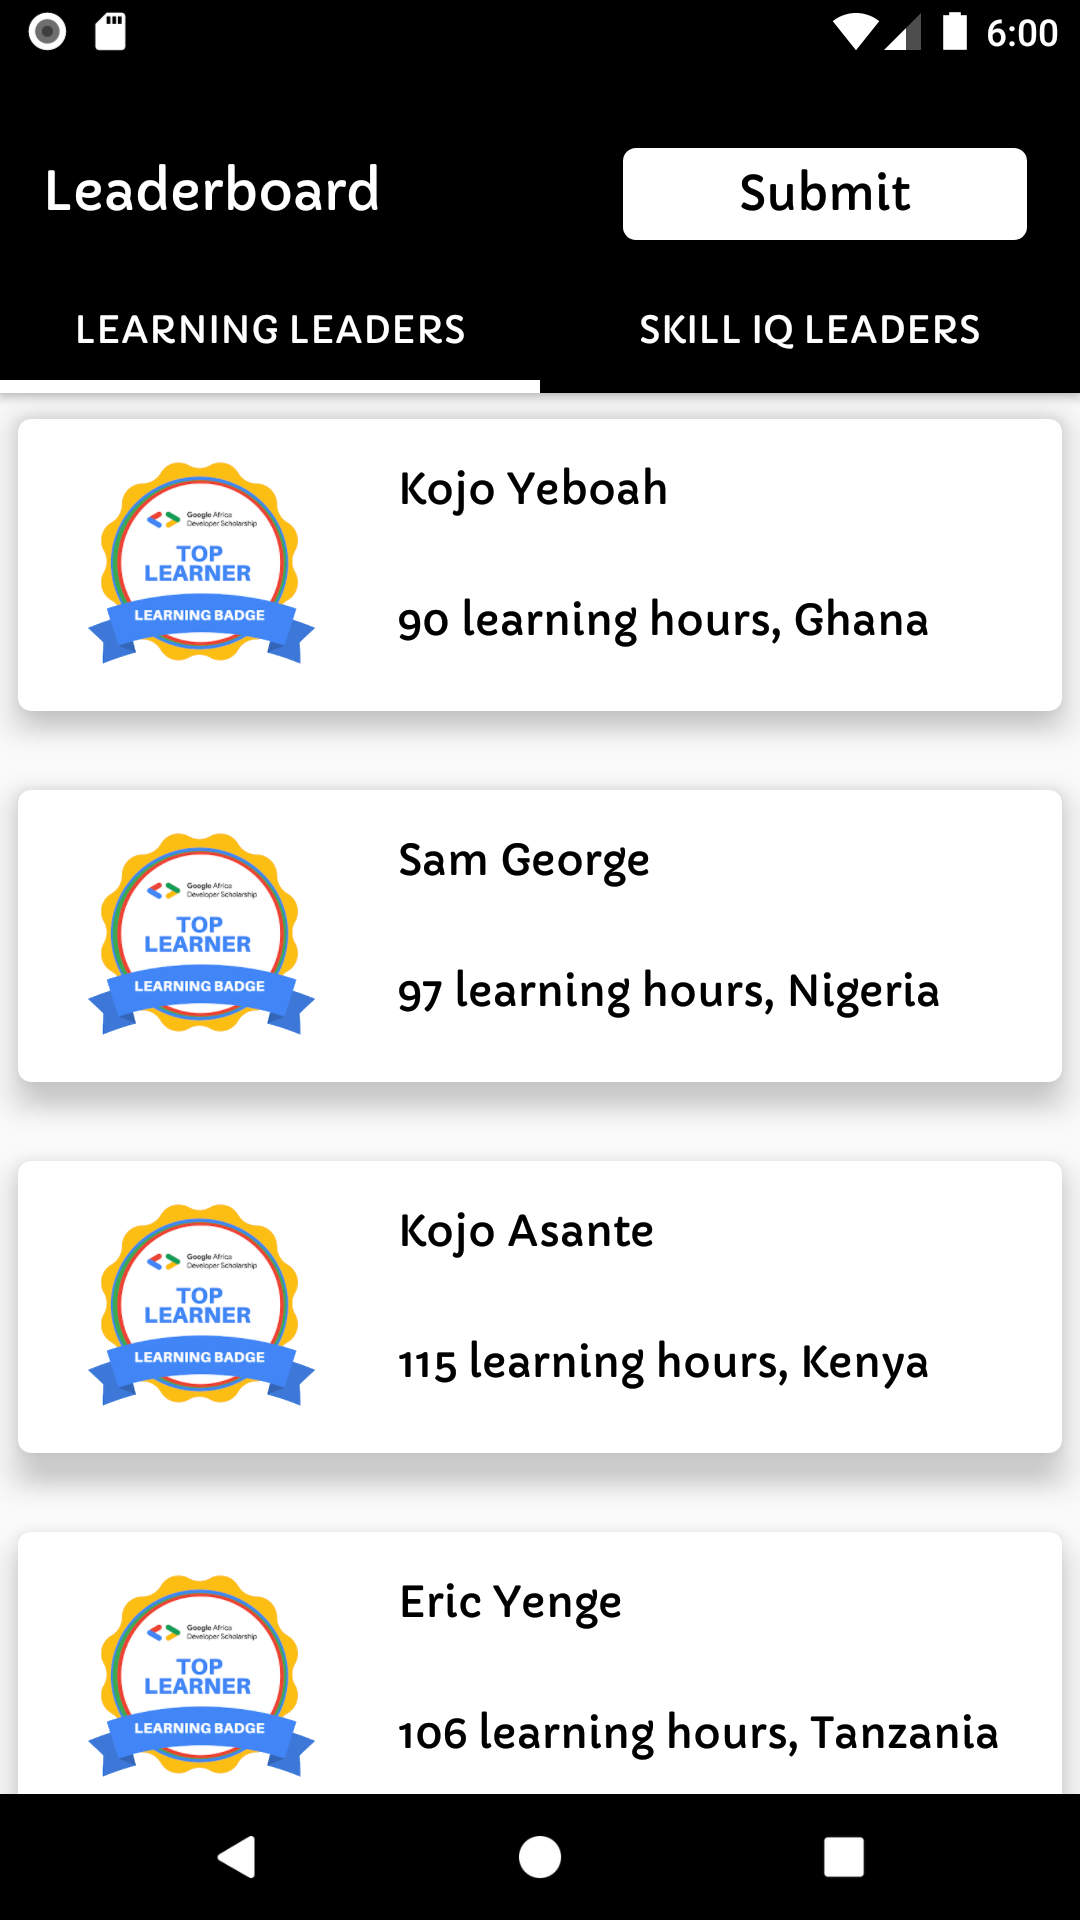 6:00
Leaderboard
Submit
LEARNING LEADERS
SKILL IQ LEADERS
Google Africa
Developer Scholarship
TOP
LEARNER
LEARNING BADGE
Kojo Yeboah
90 learning hours, Ghana
Google Africa
Developer Scholarship
TOP
LEARNER
LEARNING BADGE
Sam George
97 learning hours, Nigeria
Google Africa
Developer Scholarship
TOP
LEARNER
LEARNING BADGE
Kojo Asante
115 learning hours, Kenya
Google Africa
Developer Scholarship
TOP
LEARNER
LEARNING BADGE
Eric Yenge
106 learning hours, Tanzania